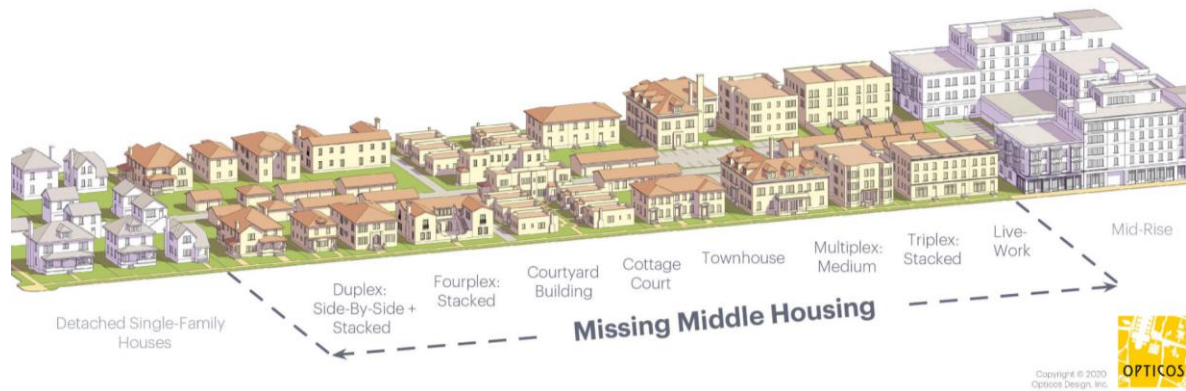 Detached Single-Family
Houses
Duplex:
Side-By-Side +
Stacked
Fourplex:
Stacked
Courtyard
Building
Cottage
Court
Townhouse
Multiplex:
Medium
Triplex:
Stacked
Live-
Work
Mid-Rise
Missing Middle Housing
Copyright © 2020
Opticos Design, Inc.
OPTICOS